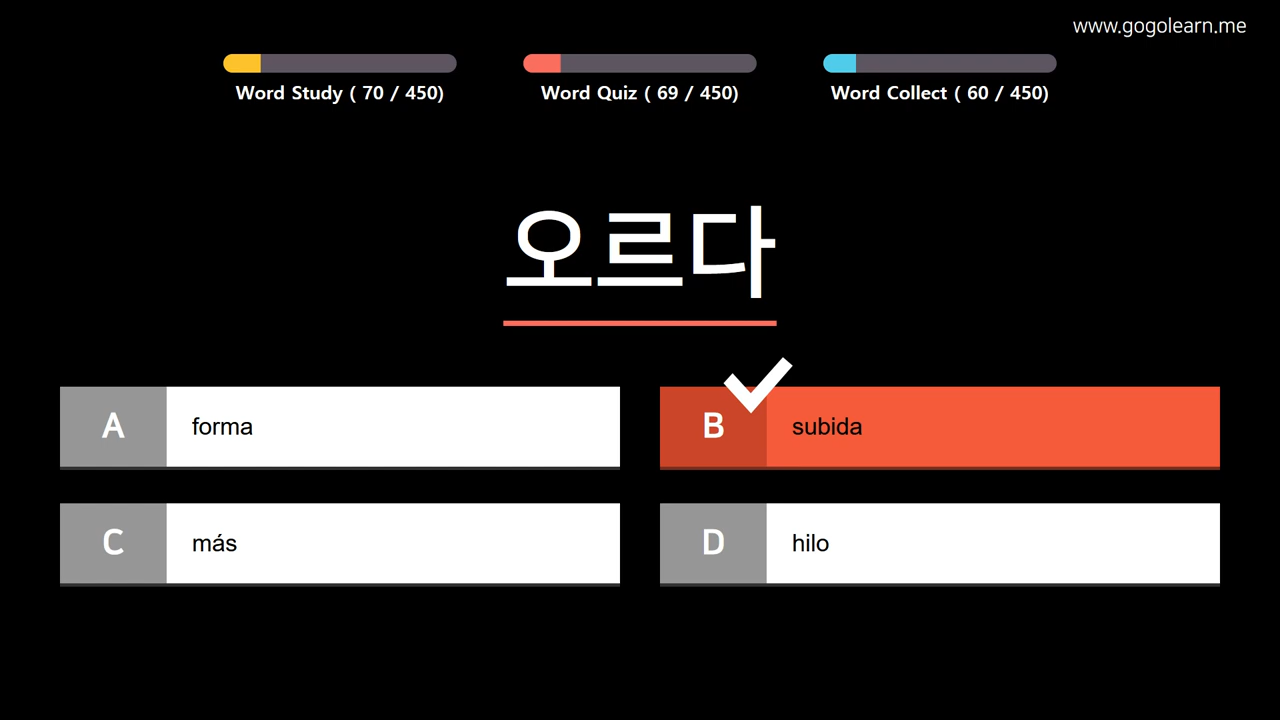 www.gogolearn.me
Word Study ( 70 / 450)
Word Quiz ( 69 / 450)
Word Collect ( 60 / 450)
오르다
A forma
B subida
C más
D hilo